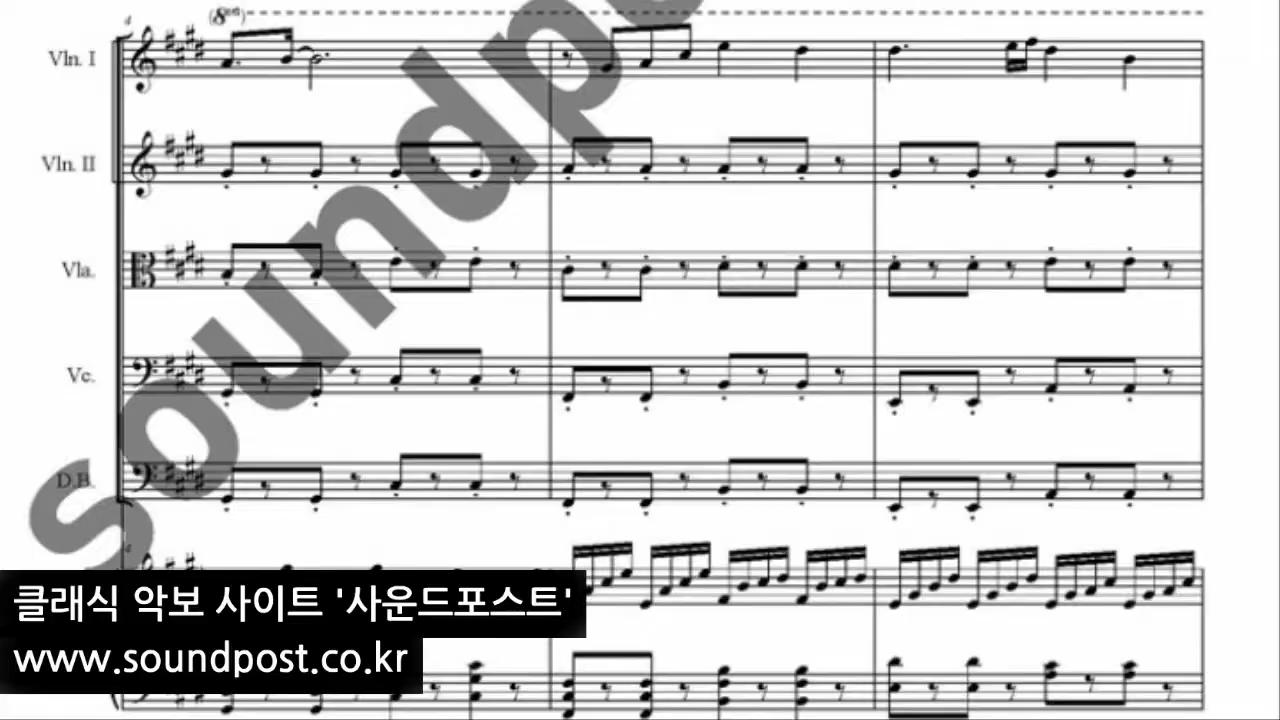 4
(8va)
Vln. I
Vln. II
Vla.
Vc.
D.B.
4
soundpo
클래식 악보 사이트 '사운드포스트'
www.soundpost.co.kr